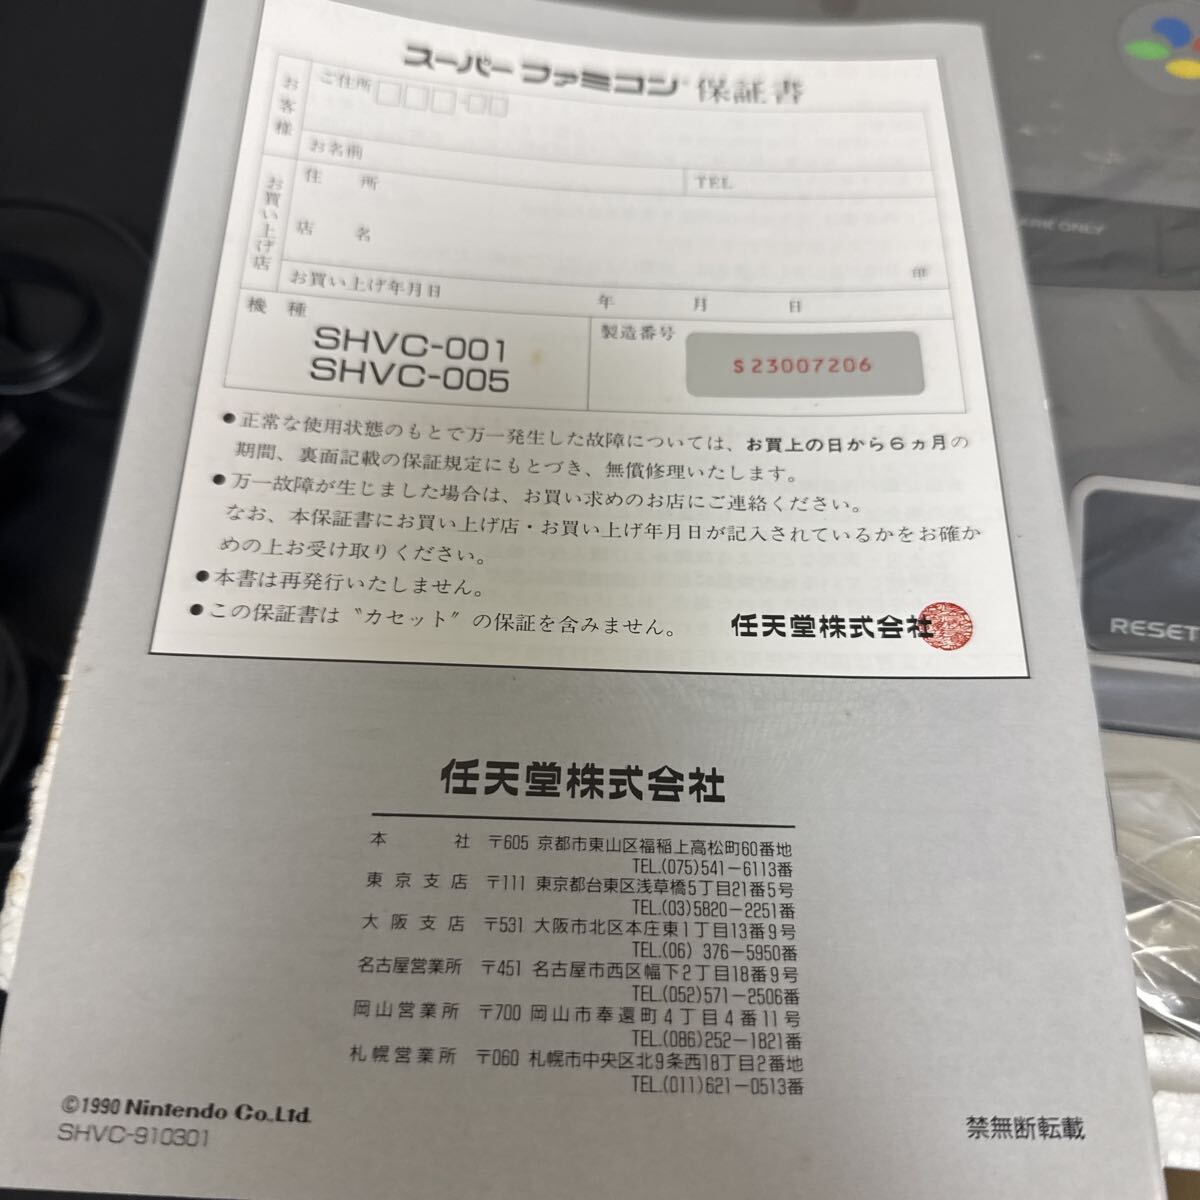 スーパーファミコン® 保証書
お客様
ご住所
お名前
お買い上げ店
住 所
TEL
店 名
㊞
お買い上げ年月日
年 月 日
機 種
SHVC-001
SHVC-005
製造番号
S23007206
●正常な使用状態のもとで万一発生した故障については、お買上の日から6ヵ月の
期間、裏面記載の保証規定にもとづき、無償修理いたします。
●万一故障が生じました場合は、お買い求めのお店にご連絡ください。
なお、本保証書にお買い上げ店・お買い上げ年月日が記入されているかをお確か
めの上お受け取りください。
●本書は再発行いたしません。
●この保証書は〝カセット〞の保証を含みません。
任天堂株式会社
任天堂株式会社
本 社 〒605 京都市東山区福稲上高松町60番地
TEL.(075)541-6113番
東京支店 〒111 東京都台東区浅草橋5丁目21番5号
TEL.(03)5820-2251番
大阪支店 〒531 大阪市北区本庄東1丁目13番9号
TEL.(06) 376-5950番
名古屋営業所 〒451 名古屋市西区幅下2丁目18番9号
TEL.(052)571-2506番
岡山営業所 〒700 岡山市奉還町4丁目4番11号
TEL.(086)252-1821番
札幌営業所 〒060 札幌市中央区北9条西18丁目2番地
TEL.(011)621-0513番
©1990 Nintendo Co.,Ltd.
SHVC-910301
禁無断転載
ONLY
RESET